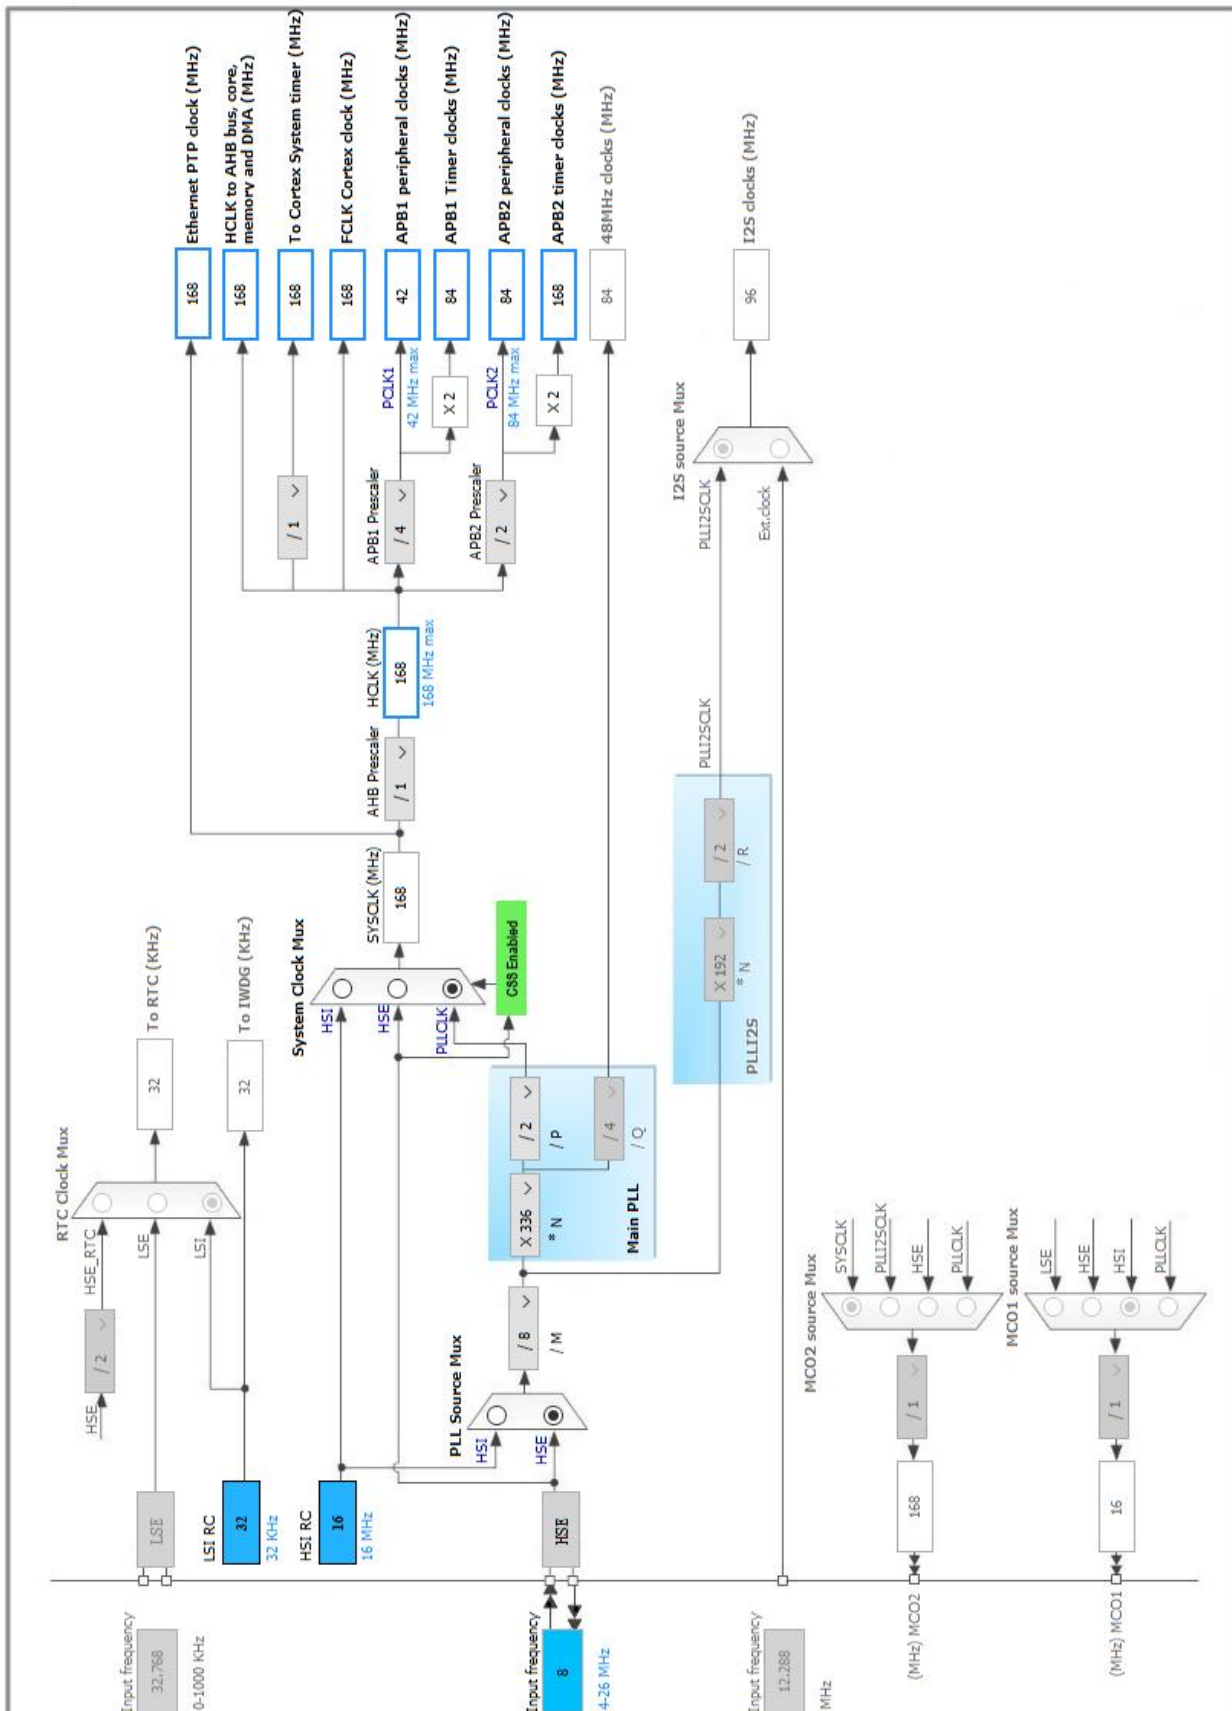 Input frequency
32.768
0-1000 KHz
LSE
HSE
/ 2
HSE_RTC
LSE
LSI
RTC Clock Mux
32
To RTC (KHz)
LSI RC
32
32 KHz
32
To IWDG (KHz)
HSI RC
16
16 MHz
Input frequency
8
4-26 MHz
HSE
PLL Source Mux
HSI
HSE
/ 8
/ M
X 336
* N
/ 2
/ P
/ 4
/ Q
Main PLL
System Clock Mux
HSI
HSE
PLLCLK
CSS Enabled
SYSCLK (MHz)
168
AHB Prescaler
/ 1
HCLK (MHz)
168
168 MHz max
168
Ethernet PTP clock (MHz)
168
HCLK to AHB bus, core,
memory and DMA (MHz)
/ 1
168
To Cortex System timer (MHz)
168
FCLK Cortex clock (MHz)
APB1 Prescaler
/ 4
PCLK1
42 MHz max
42
APB1 peripheral clocks (MHz)
X 2
84
APB1 Timer clocks (MHz)
APB2 Prescaler
/ 2
PCLK2
84 MHz max
84
APB2 peripheral clocks (MHz)
X 2
168
APB2 timer clocks (MHz)
84
48MHz clocks (MHz)
X 192
* N
/ 2
/ R
PLLI2S
PLLI2SCLK
I2S source Mux
PLLI2SCLK
Ext.clock
96
I2S clocks (MHz)
Input frequency
12.288
MHz
MCO2 source Mux
SYSCLK
PLLI2SCLK
HSE
PLLCLK
/ 1
168
(MHz) MCO2
MCO1 source Mux
LSE
HSE
HSI
PLLCLK
/ 1
16
(MHz) MCO1